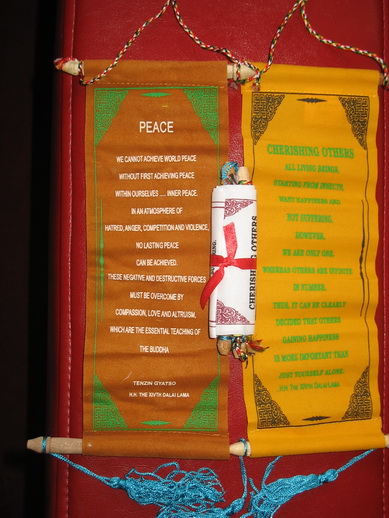 PEACE
WE CANNOT ACHIEVE WORLD PEACE
WITHOUT FIRST ACHIEVING PEACE
WITHIN OURSELVES .... INNER PEACE.
IN AN ATMOSPHERE OF
HATRED, ANGER, COMPETITION AND VIOLENCE,
NO LASTING PEACE
CAN BE ACHIEVED.
THESE NEGATIVE AND DESTRUCTIVE FORCES
MUST BE OVERCOME BY
COMPASSION, LOVE AND ALTRUISM,
WHICH ARE THE ESSENTIAL TEACHING OF
THE BUDDHA
TENZIN GYATSO
H.H. THE XIVTH DALAI LAMA
CHERISHING OTHERS
CHERISHING OTHERS
ALL LIVING BEINGS,
STARTING FROM INSECTS,
WANT HAPPINESS AND
NOT SUFFERING.
HOWEVER,
WE ARE ONLY ONE,
WHEREAS OTHERS ARE INFINITE
IN NUMBER.
THUS, IT CAN BE CLEARLY
DECIDED THAT OTHERS
GAINING HAPPINESS
IS MORE IMPORTANT THAN
JUST YOURSELF ALONE.
H.H. THE XIVTH DALAI LAMA